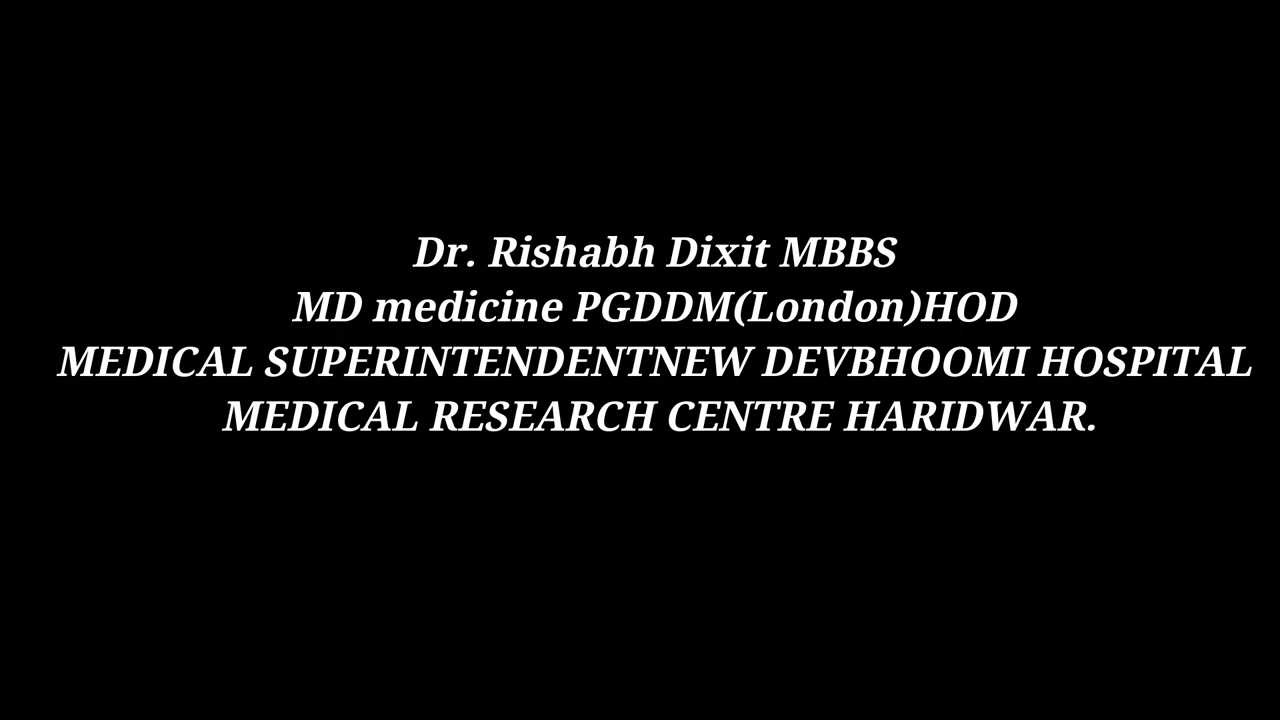 Dr. Rishabh Dixit MBBS
MD medicine PGDDM(London)HOD
MEDICAL SUPERINTENDENTNEW DEVBHOOMI HOSPITAL
MEDICAL RESEARCH CENTRE HARIDWAR.